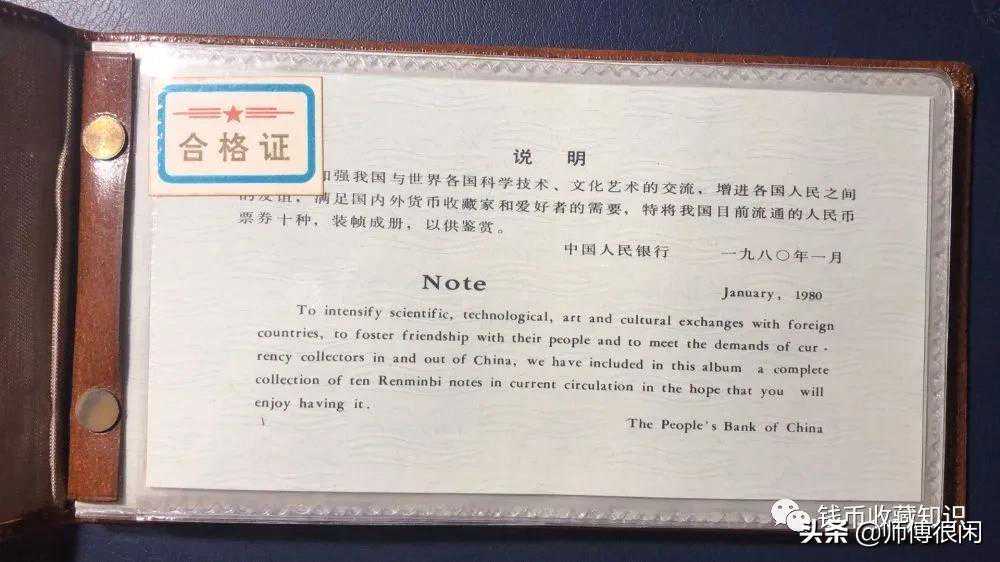 合格证
说 明
加强我国与世界各国科学技术、文化艺术的交流，增进各国人民之间
的友谊，满足国内外货币收藏家和爱好者的需要，特将我国目前流通的人民币
票券十种，装帧成册，以供鉴赏。
中国人民银行 一九八〇年一月
Note
January, 1980
To intensify scientific, technological, art and cultural exchanges with foreign
countries, to foster friendship with their people and to meet the demands of cur-
rency collectors in and out of China, we have included in this album a complete
collection of ten Renminbi notes in current circulation in the hope that you will
enjoy having it.
The People's Bank of China
钱币收藏知识
头条 @师傅很闲